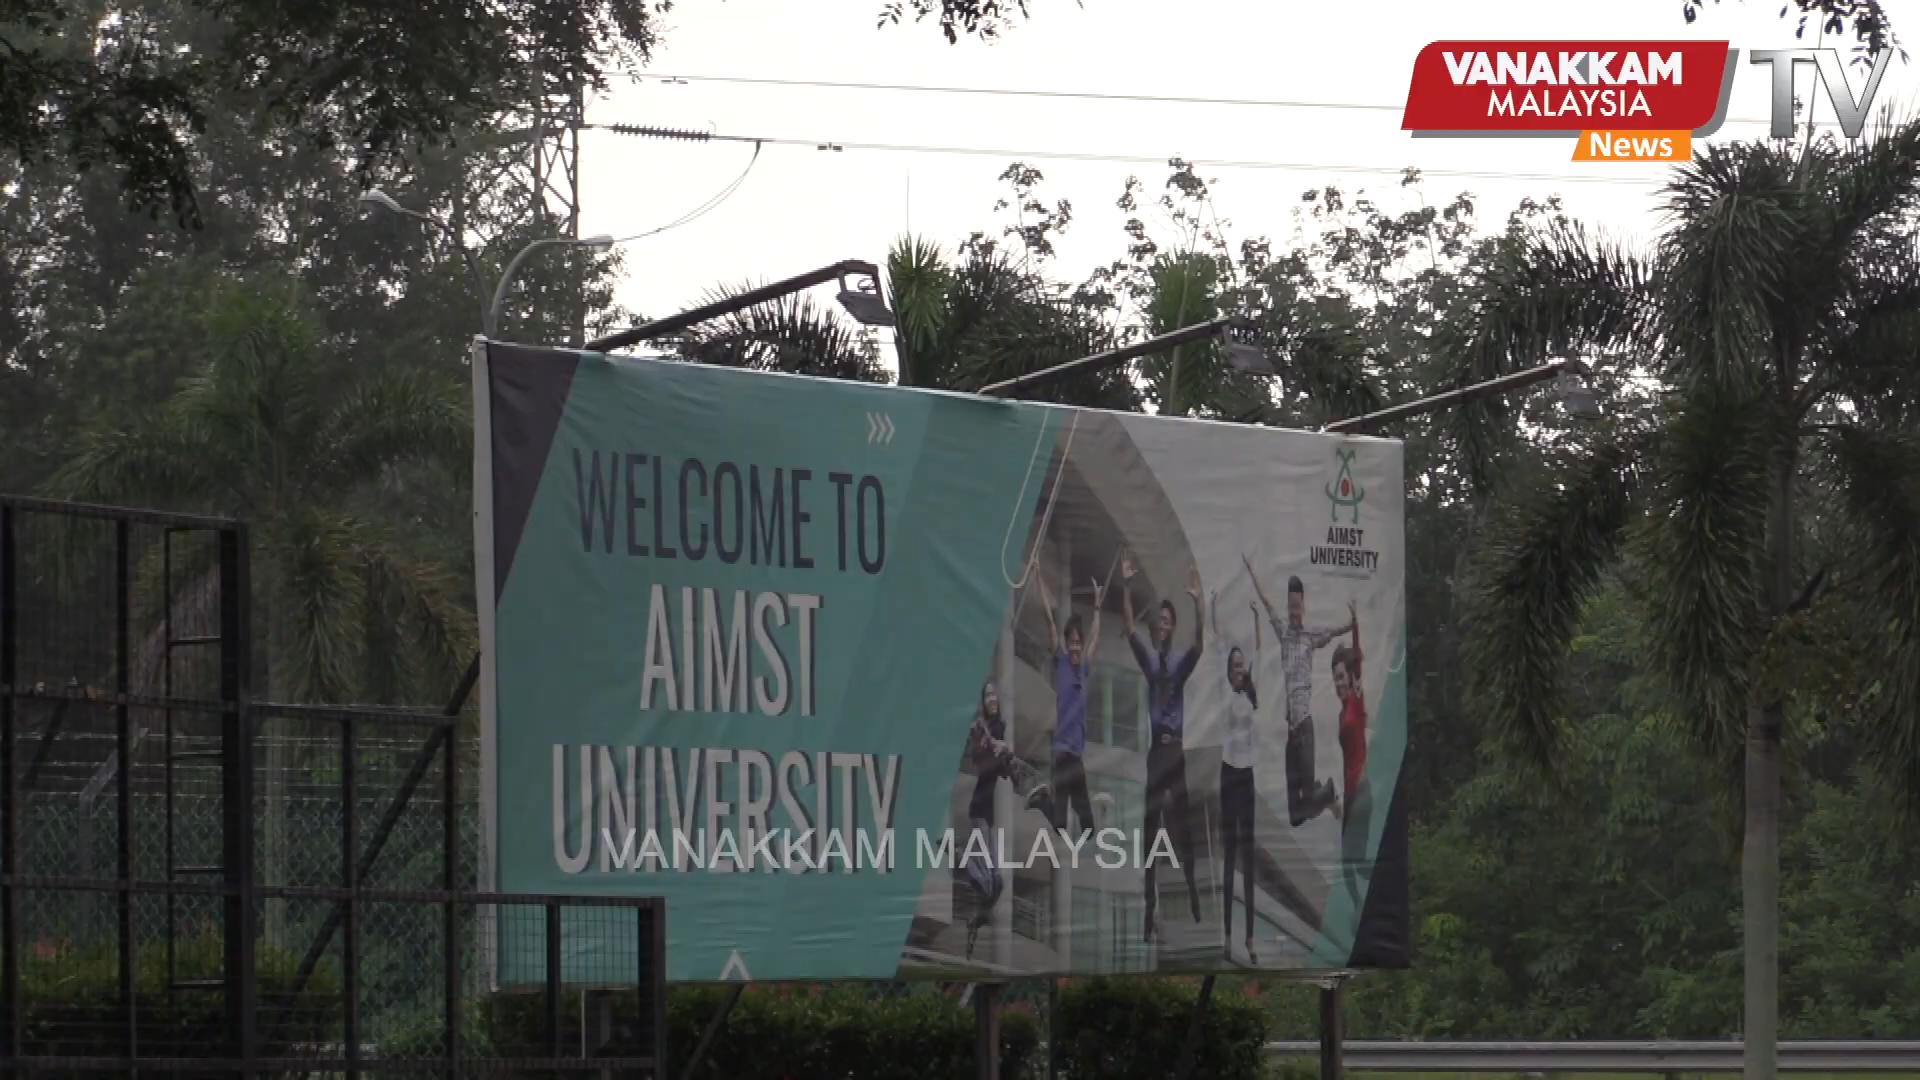 VANAKKAM
MALAYSIA
News
TV
WELCOME TO
AIMST
UNIVERSITY
AIMST
UNIVERSITY
VANAKKAM MALAYSIA